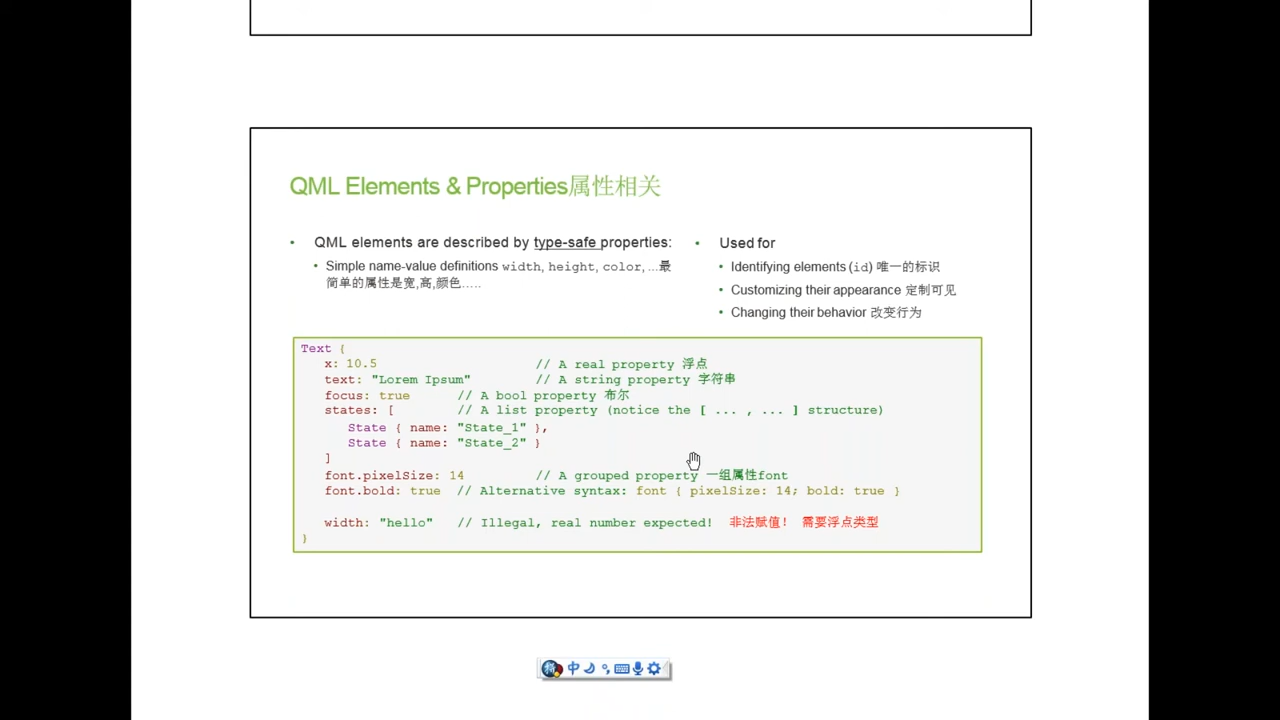 QML Elements & Properties属性相关
• QML elements are described by type-safe properties:
• Simple name-value definitions width, height, color, …最
简单的属性是宽,高,颜色…..
• Used for
• Identifying elements (id) 唯一的标识
• Customizing their appearance 定制可见
• Changing their behavior 改变行为
Text {
x: 10.5 // A real property 浮点
text: "Lorem Ipsum" // A string property 字符串
focus: true // A bool property 布尔
states: [ // A list property (notice the [ ... , ... ] structure)
State { name: "State_1" },
State { name: "State_2" }
]
font.pixelSize: 14 // A grouped property 一组属性font
font.bold: true // Alternative syntax: font { pixelSize: 14; bold: true }
width: "hello" // Illegal, real number expected! 非法赋值! 需要浮点类型
}
中